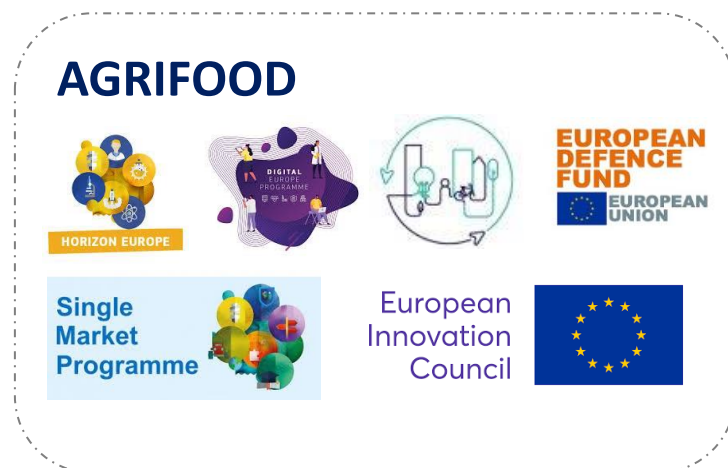 AGRIFOOD
DIGITAL
EUROPE
PROGRAMME
HORIZON EUROPE
EUROPEAN
DEFENCE
FUND
EUROPEAN
UNION
Single
Market
Programme
European
Innovation
Council